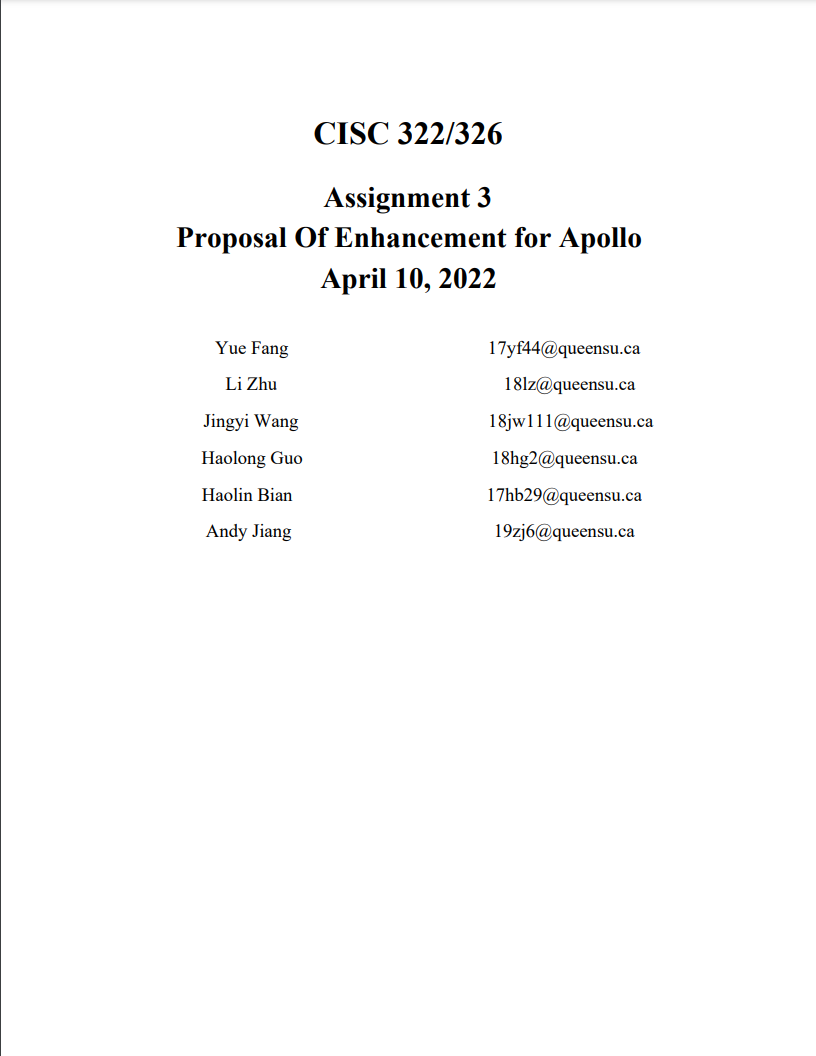 CISC 322/326
Assignment 3
Proposal Of Enhancement for Apollo
April 10, 2022
Yue Fang 17yf44@queensu.ca
Li Zhu 18lz@queensu.ca
Jingyi Wang 18jw111@queensu.ca
Haolong Guo 18hg2@queensu.ca
Haolin Bian 17hb29@queensu.ca
Andy Jiang 19zj6@queensu.ca